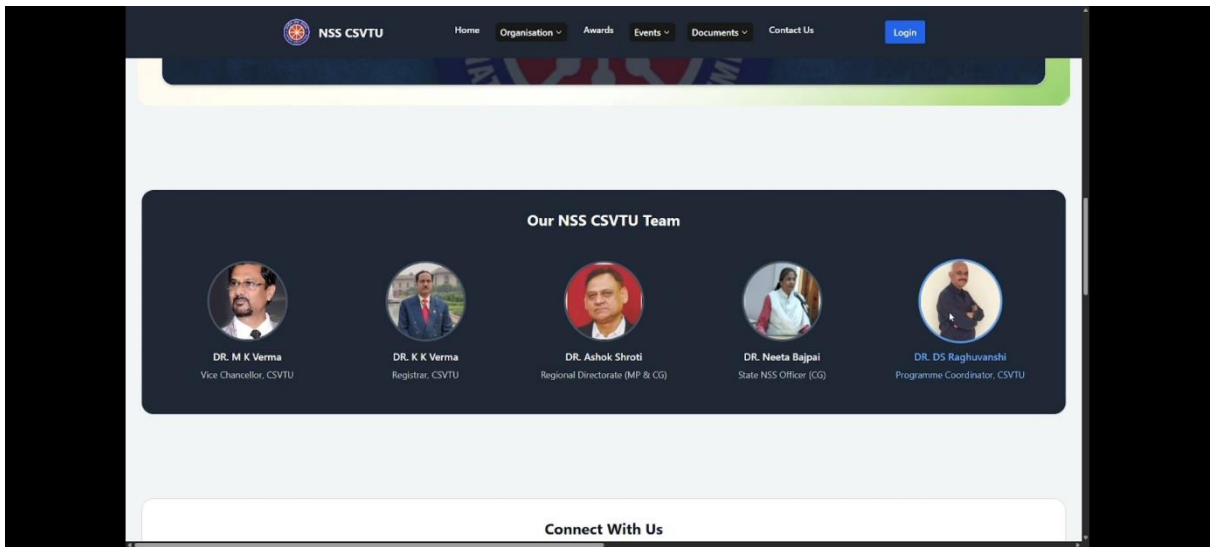 NSS CSVTU Home Organisation Awards Events Documents Contact Us Login
Our NSS CSVTU Team
DR. M K Verma DR. K K Verma DR. Ashok Shroti DR. Neeta Bajpai DR. DS Raghuvanshi
Vice Chancellor, CSVTU Registrar, CSVTU Regional Directorate (MP & CG) State NSS Officer (CG) Programme Coordinator, CSVTU
Connect With Us